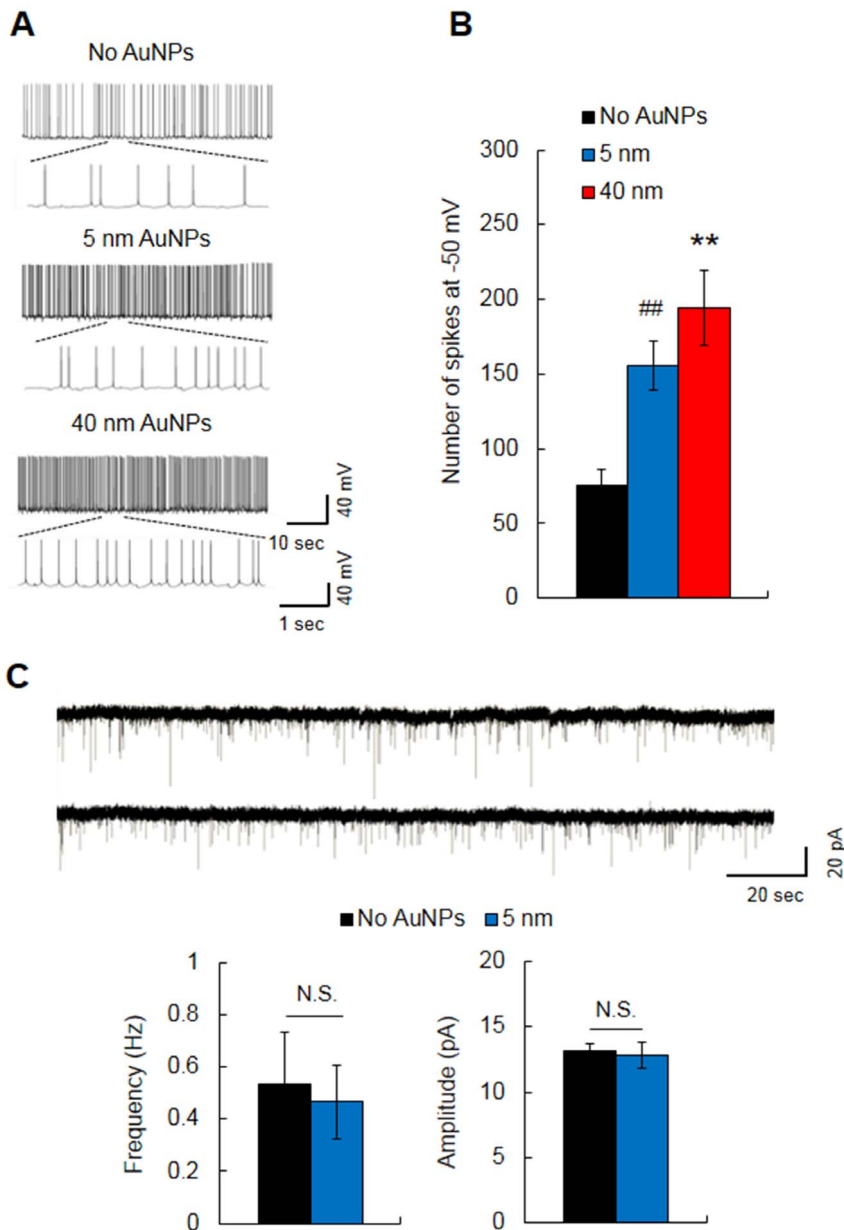 A
No AuNPs
5 nm AuNPs
40 nm AuNPs
40 mV
10 sec
40 mV
1 sec
B
No AuNPs
5 nm
40 nm
Number of spikes at -50 mV
300
250
200
150
100
50
0
##
**
C
20 pA
20 sec
No AuNPs 5 nm
Frequency (Hz)
1
0.8
0.6
0.4
0.2
0
N.S.
Amplitude (pA)
20
15
10
5
0
N.S.